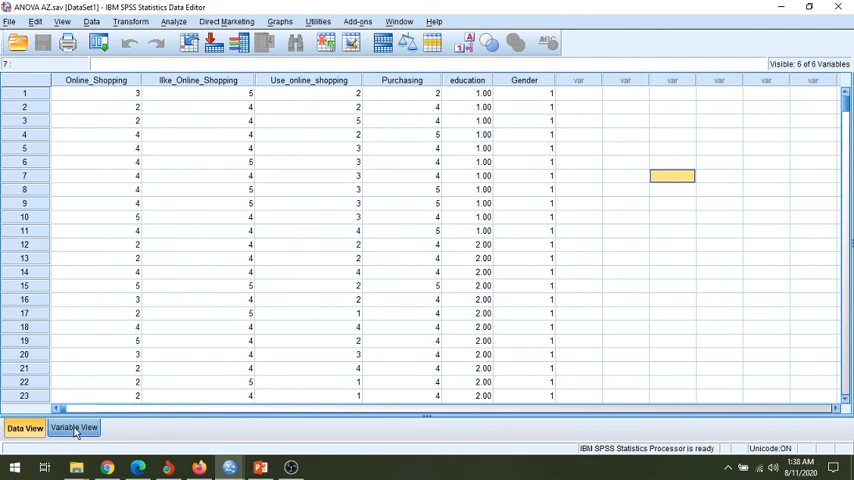 ANOVA AZ.sav [DataSet1] - IBM SPSS Statistics Data Editor
File Edit View Data Transform Analyze Direct Marketing Graphs Utilities Add-ons Window Help
7 : Visible: 6 of 6 Variables
Online_Shopping Ilke_Online_Shopping Use_online_shopping Purchasing education Gender var var var var var var
1 3 5 2 2 1.00 1
2 2 4 2 4 1.00 1
3 2 4 5 4 1.00 1
4 4 4 2 5 1.00 1
5 4 4 3 4 1.00 1
6 4 5 3 4 1.00 1
7 4 4 3 4 1.00 1
8 4 5 3 5 1.00 1
9 4 5 3 5 1.00 1
10 5 4 3 4 1.00 1
11 4 4 4 5 1.00 1
12 2 4 2 4 2.00 1
13 2 4 2 4 2.00 1
14 4 4 4 4 2.00 1
15 5 5 2 5 2.00 1
16 3 4 2 4 2.00 1
17 2 5 1 4 2.00 1
18 4 4 4 4 2.00 1
19 5 4 2 4 2.00 1
20 3 4 3 4 2.00 1
21 2 4 4 4 2.00 1
22 2 5 1 4 2.00 1
23 2 4 1 4 2.00 1
Data View Variable View
IBM SPSS Statistics Processor is ready Unicode:ON
1:38 AM
8/11/2020